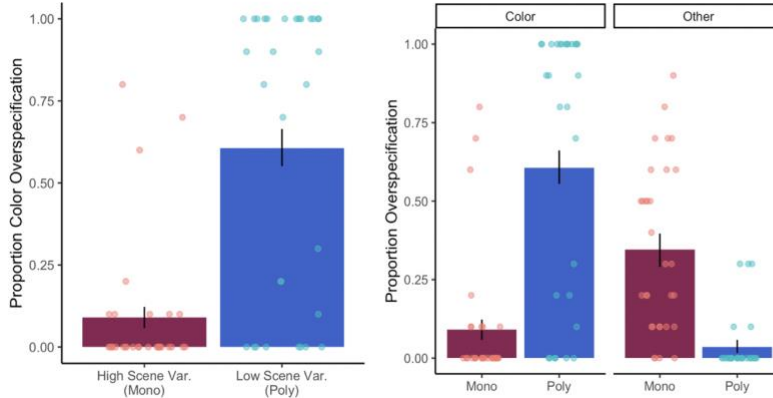 Proportion Color Overspecification
1.00
0.75
0.50
0.25
0.00
High Scene Var.
(Mono)
Low Scene Var.
(Poly)
Color
Other
Proportion Overspecification
1.00
0.75
0.50
0.25
0.00
Mono
Poly
Mono
Poly